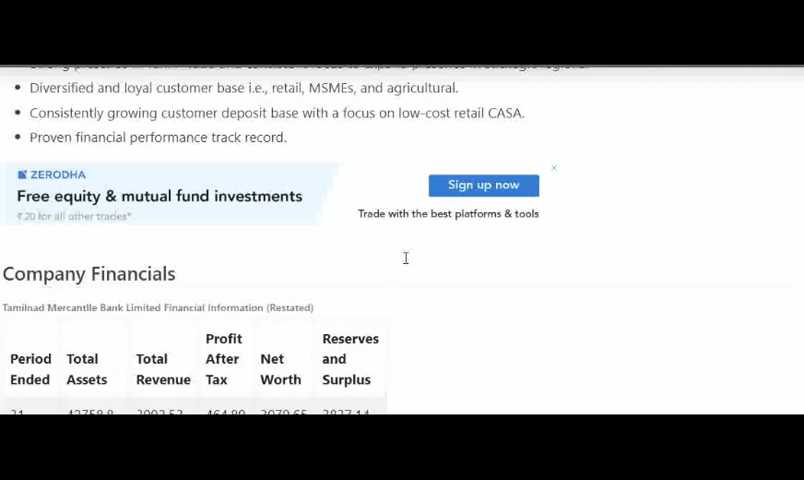 Diversified and loyal customer base i.e., retail, MSMEs, and agricultural.
Consistently growing customer deposit base with a focus on low-cost retail CASA.
Proven financial performance track record.
ZERODHA
Free equity & mutual fund investments
₹ 20 for all other trades*
Sign up now
Trade with the best platforms & tools
Company Financials
Tamilnad Mercantile Bank Limited Financial Information (Restated)
Period Ended
Total Assets
Total Revenue
Profit After Tax
Net Worth
Reserves and Surplus